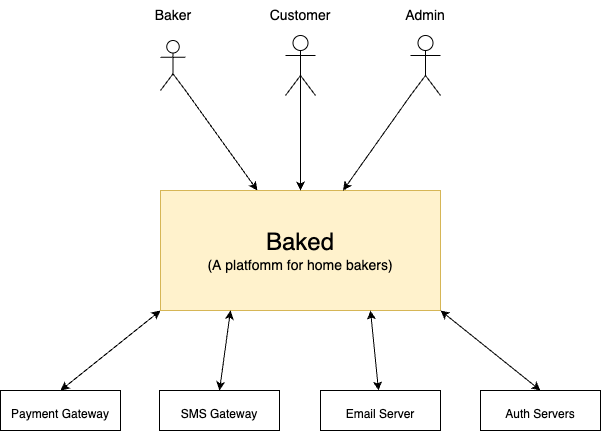 Baker Customer Admin
Baked
(A platfomm for home bakers)
Payment Gateway SMS Gateway Email Server Auth Servers